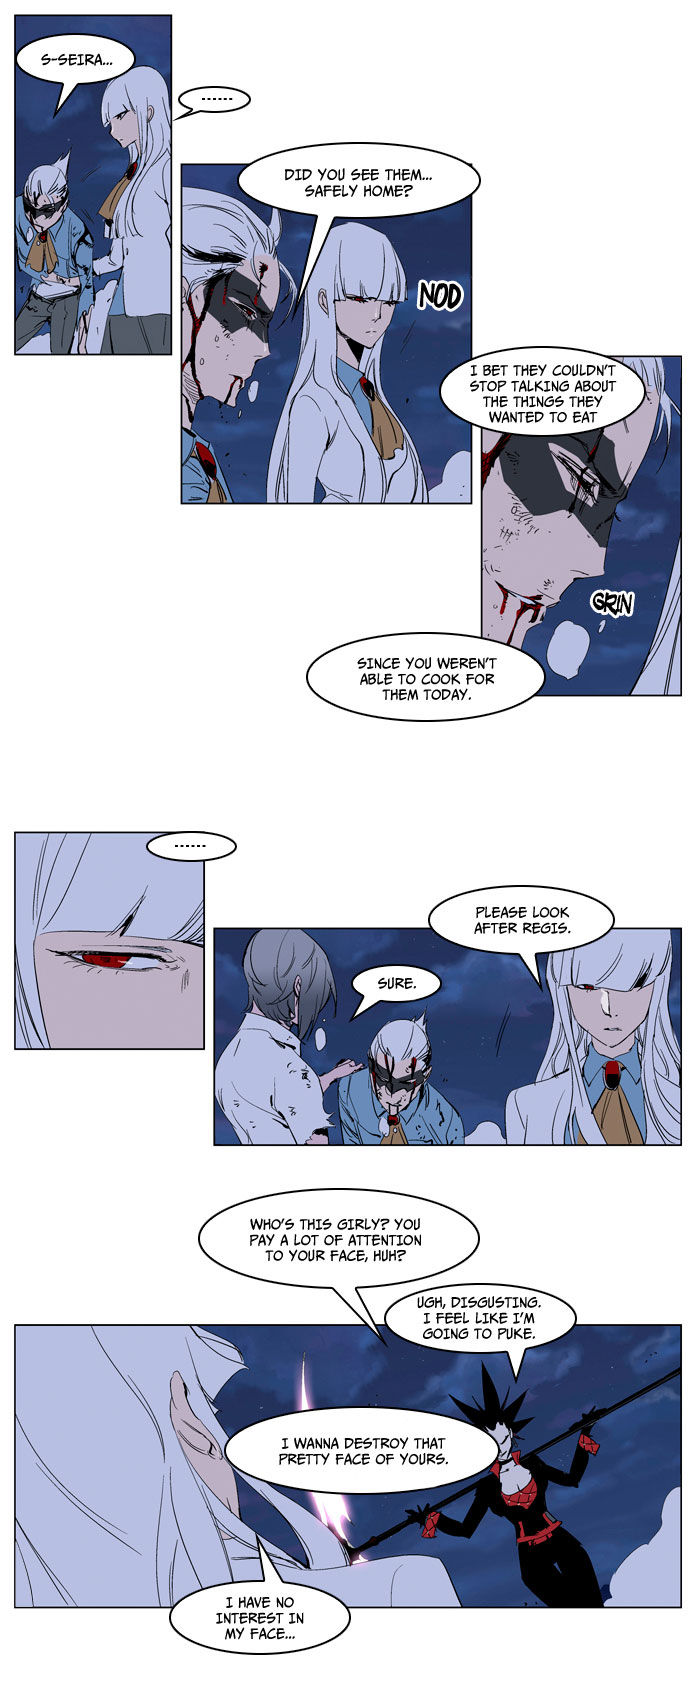 S-SEIRA...
......
DID YOU SEE THEM...
SAFELY HOME?
NOD
I BET THEY COULDN'T
STOP TALKING ABOUT
THE THINGS THEY
WANTED TO EAT
GRIN
SINCE YOU WEREN'T
ABLE TO COOK FOR
THEM TODAY.
......
PLEASE LOOK
AFTER REGIS.
SURE.
WHO'S THIS GIRLY? YOU
PAY A LOT OF ATTENTION
TO YOUR FACE, HUH?
UGH, DISGUSTING.
I FEEL LIKE I'M
GOING TO PUKE.
I WANNA DESTROY THAT
PRETTY FACE OF YOURS.
I HAVE NO
INTEREST IN
MY FACE...